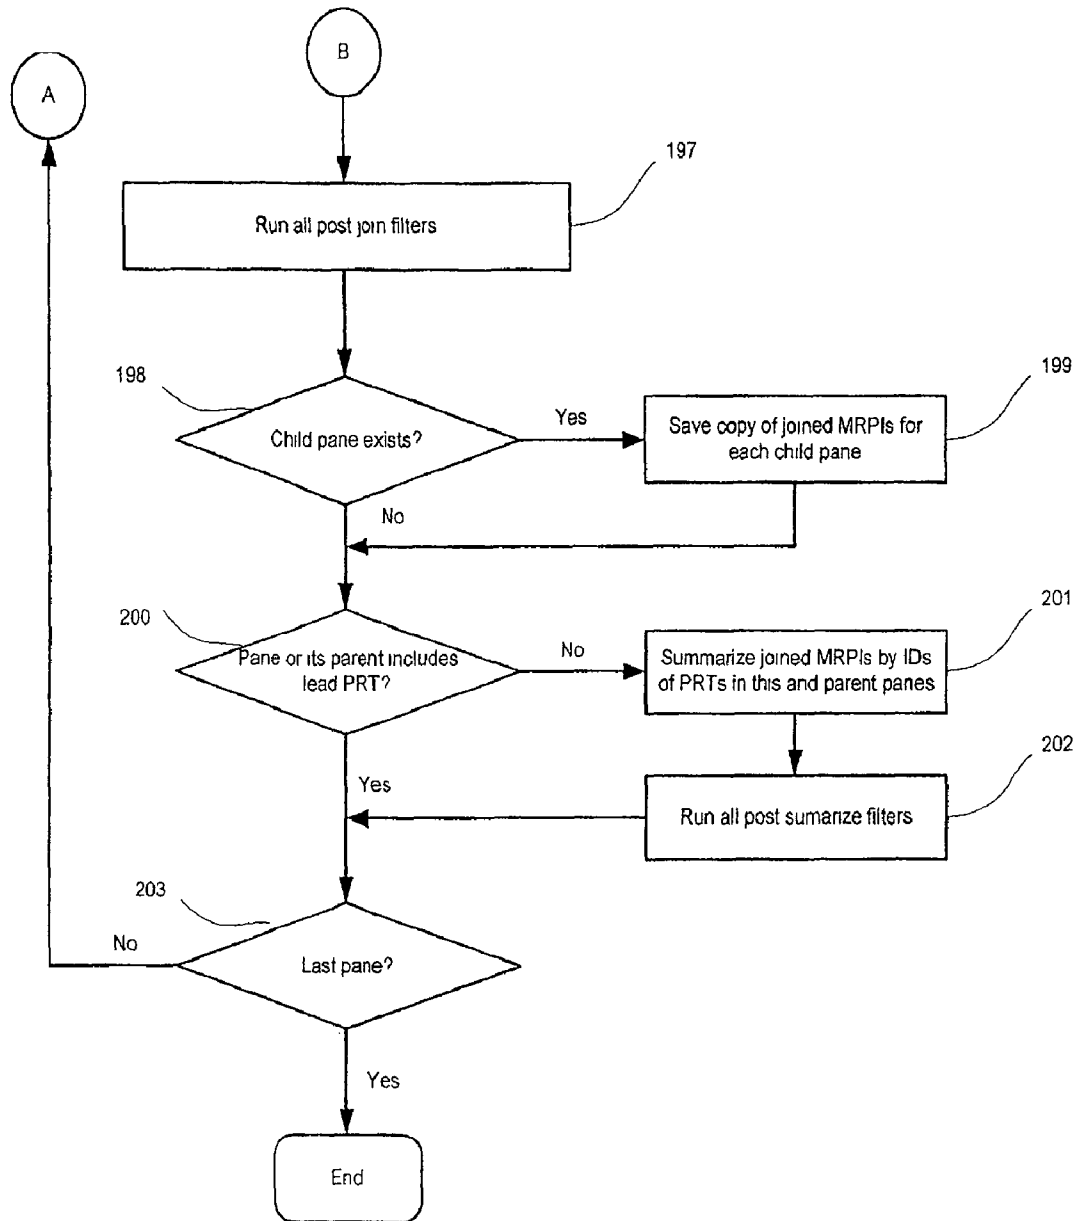 B
A
197
Run all post join filters
198
199
Child pane exists?
Yes
Save copy of joined MRPIs for
each child pane
No
200
201
Pane or its parent includes
lead PRT?
No
Summarize joined MRPIs by IDs
of PRTs in this and parent panes
202
Yes
Run all post sumarize filters
203
No
Last pane?
Yes
End